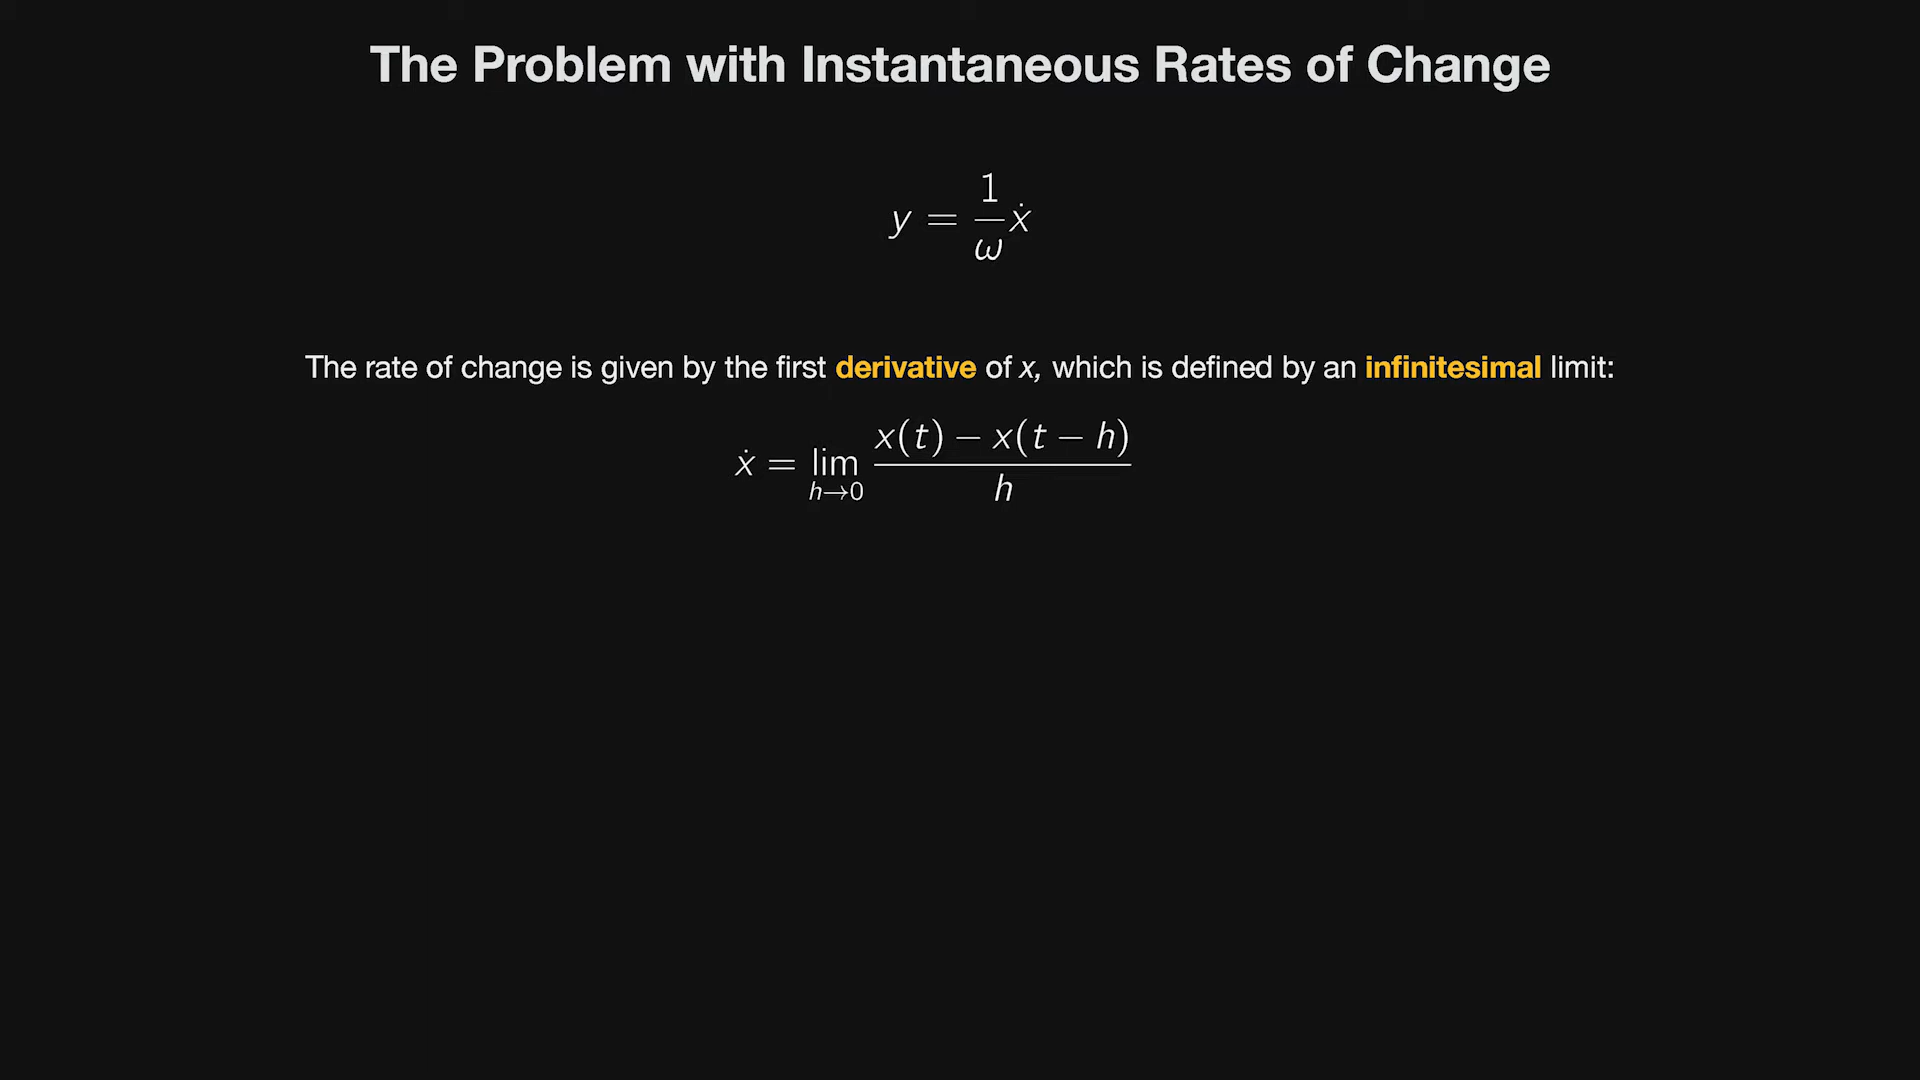 The Problem with Instantaneous Rates of Change
y = 1/ω ẋ
The rate of change is given by the first derivative of x, which is defined by an infinitesimal limit:
ẋ = lim h→0 x(t) − x(t − h) / h